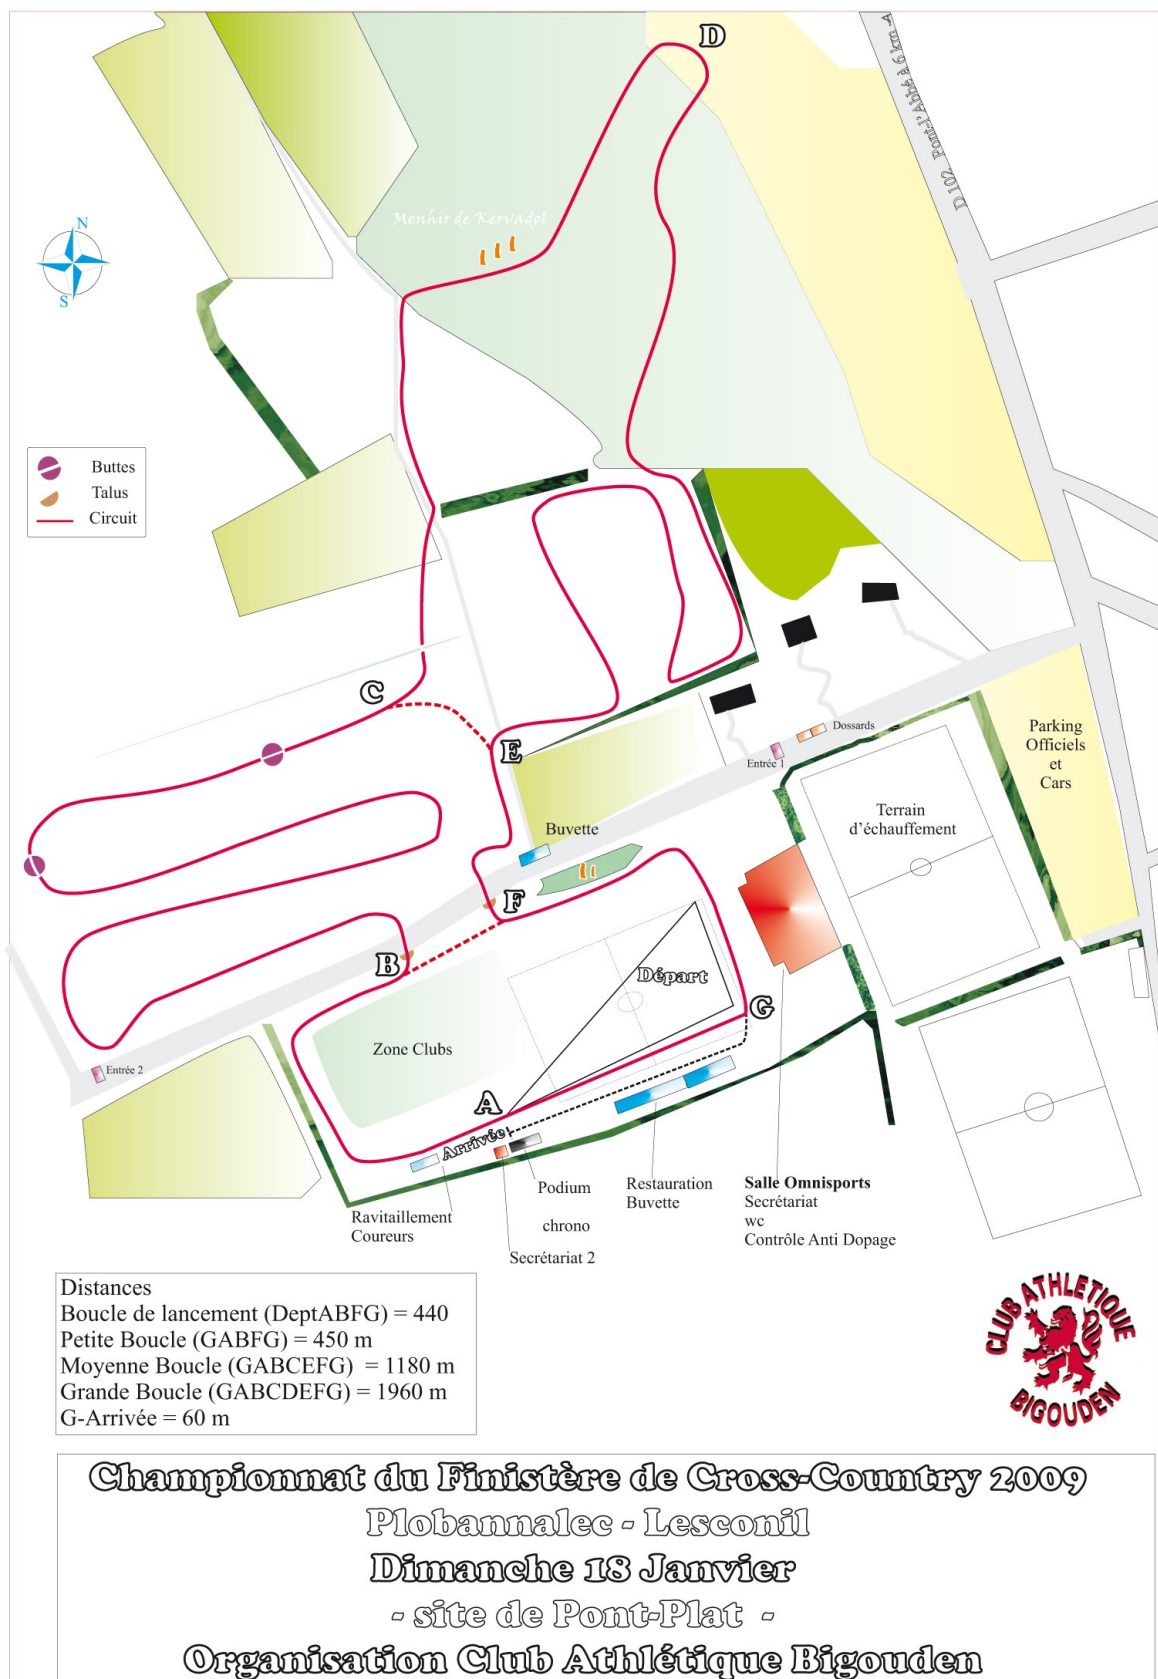 D
D 102 Pont-l'Abbé à 6 km
Menhir de Kervadol
N
S
Buttes
Talus
Circuit
C
E
Dossards
Entrée 1
Parking
Officiels
et
Cars
Terrain
d'échauffement
Buvette
F
B
Départ
G
Zone Clubs
Entrée 2
A
Arrivée
Podium
chrono
Restauration
Buvette
Salle Omnisports
Secrétariat
wc
Contrôle Anti Dopage
Ravitaillement
Coureurs
Secrétariat 2
Distances
Boucle de lancement (DeptABFG) = 440
Petite Boucle (GABFG) = 450 m
Moyenne Boucle (GABCEFG) = 1180 m
Grande Boucle (GABCDEFG) = 1960 m
G-Arrivée = 60 m
CLUB ATHLETIQUE
BIGOUDEN
Championnat du Finistère de Cross-Country 2009
Plobannalec - Lesconil
Dimanche 18 Janvier
- site de Pont-Plat -
Organisation Club Athlétique Bigouden